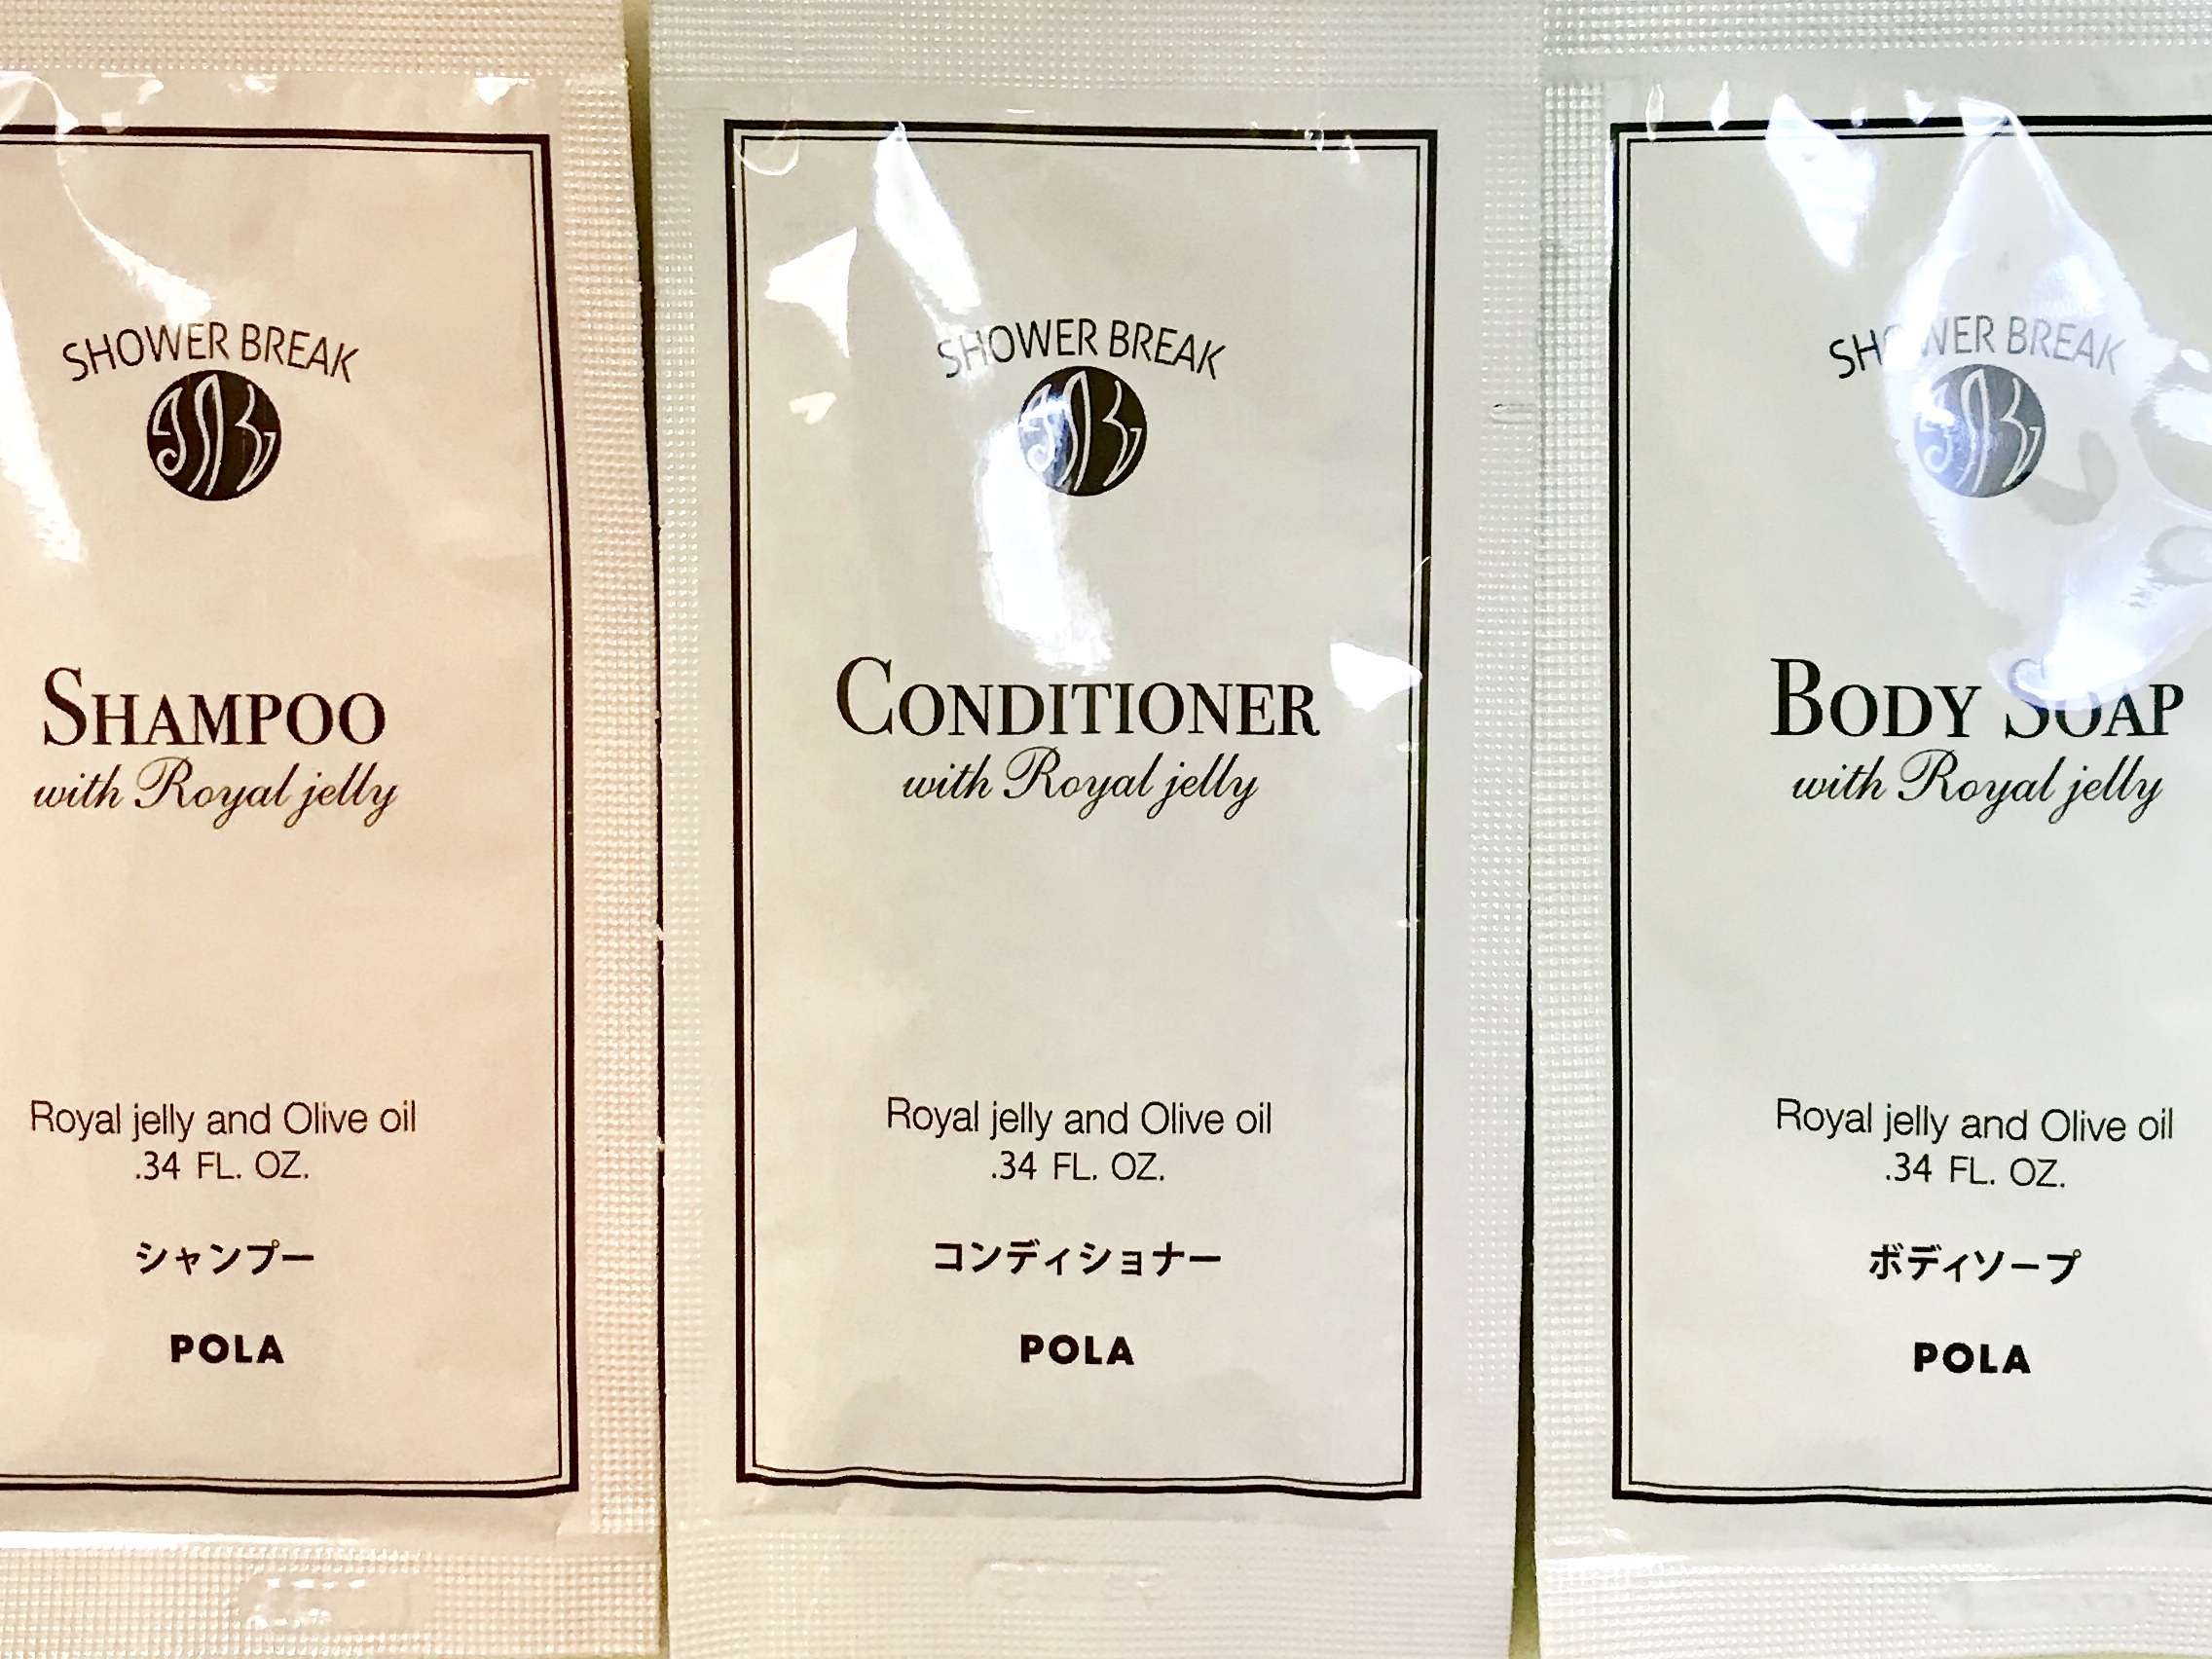 SHOWER BREAK
SHAMPOO
with Royal jelly
Royal jelly and Olive oil
.34 FL. OZ.
シャンプー
POLA
SHOWER BREAK
CONDITIONER
with Royal jelly
Royal jelly and Olive oil
.34 FL. OZ.
コンディショナー
POLA
SHOWER BREAK
BODY SOAP
with Royal jelly
Royal jelly and Olive oil
.34 FL. OZ.
ボディソープ
POLA